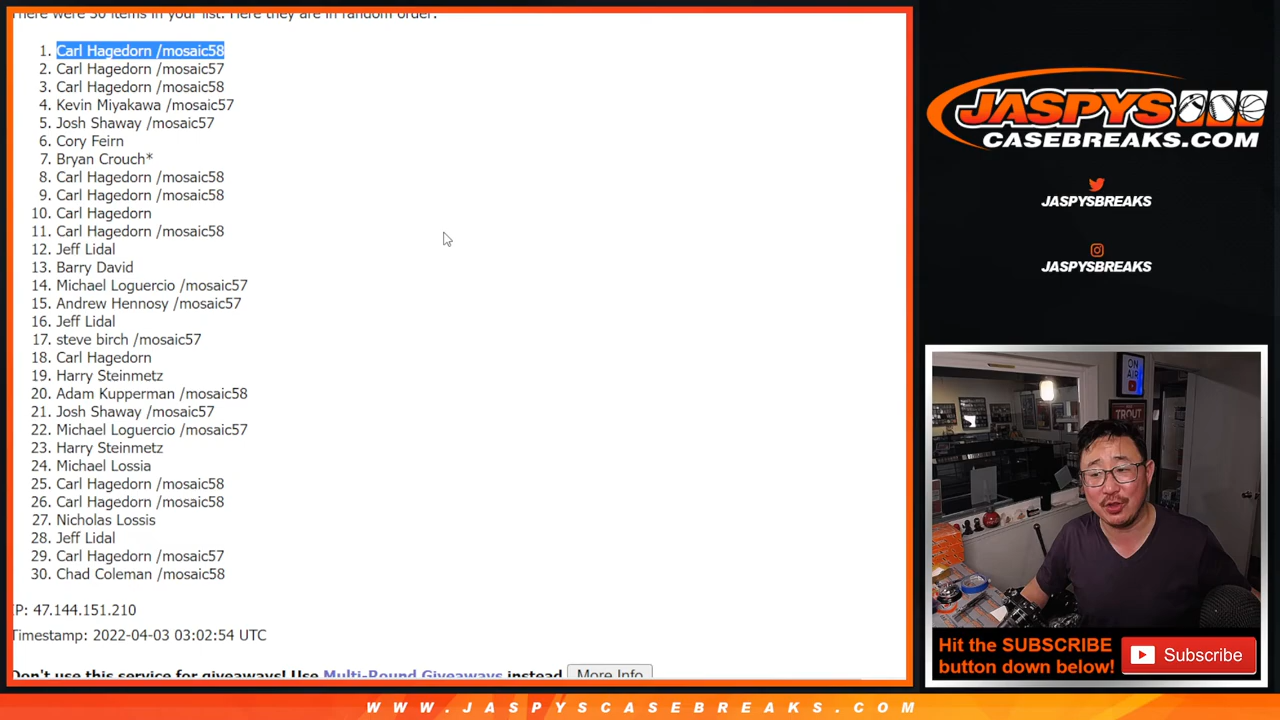 There were 30 items in your list. Here they are in random order:
1. Carl Hagedorn /mosaic58
2. Carl Hagedorn /mosaic57
3. Carl Hagedorn /mosaic58
4. Kevin Miyakawa /mosaic57
5. Josh Shaway /mosaic57
6. Cory Feirn
7. Bryan Crouch*
8. Carl Hagedorn /mosaic58
9. Carl Hagedorn /mosaic58
10. Carl Hagedorn
11. Carl Hagedorn /mosaic58
12. Jeff Lidal
13. Barry David
14. Michael Loguercio /mosaic57
15. Andrew Hennosy /mosaic57
16. Jeff Lidal
17. steve birch /mosaic57
18. Carl Hagedorn
19. Harry Steinmetz
20. Adam Kupperman /mosaic58
21. Josh Shaway /mosaic57
22. Michael Loguercio /mosaic57
23. Harry Steinmetz
24. Michael Lossia
25. Carl Hagedorn /mosaic58
26. Carl Hagedorn /mosaic58
27. Nicholas Lossis
28. Jeff Lidal
29. Carl Hagedorn /mosaic57
30. Chad Coleman /mosaic58
IP: 47.144.151.210
Timestamp: 2022-04-03 03:02:54 UTC
Don't use this service for giveaways! Use Multi-Round Giveaways instead More Info
JASPYS
CASEBREAKS.COM
JASPYSBREAKS
JASPYSBREAKS
ON
AIR
TROUT
Hit the SUBSCRIBE
button down below!
Subscribe
WWW.JASPYSCASEBREAKS.COM